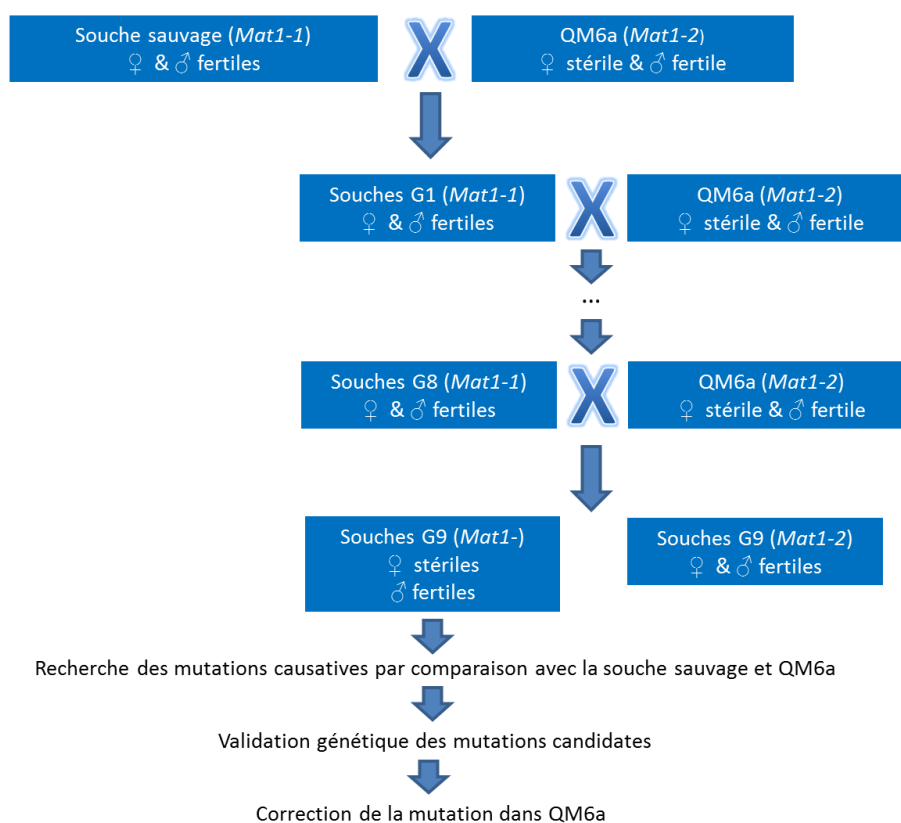 Souche sauvage (Mat1-1)
♀ & ♂ fertiles
X
QM6a (Mat1-2)
♀ stérile & ♂ fertile
Souches G1 (Mat1-1)
♀ & ♂ fertiles
X
QM6a (Mat1-2)
♀ stérile & ♂ fertile
...
Souches G8 (Mat1-1)
♀ & ♂ fertiles
X
QM6a (Mat1-2)
♀ stérile & ♂ fertile
Souches G9 (Mat1-)
♀ stériles
♂ fertiles
Souches G9 (Mat1-2)
♀ & ♂ fertiles
Recherche des mutations causatives par comparaison avec la souche sauvage et QM6a
Validation génétique des mutations candidates
Correction de la mutation dans QM6a